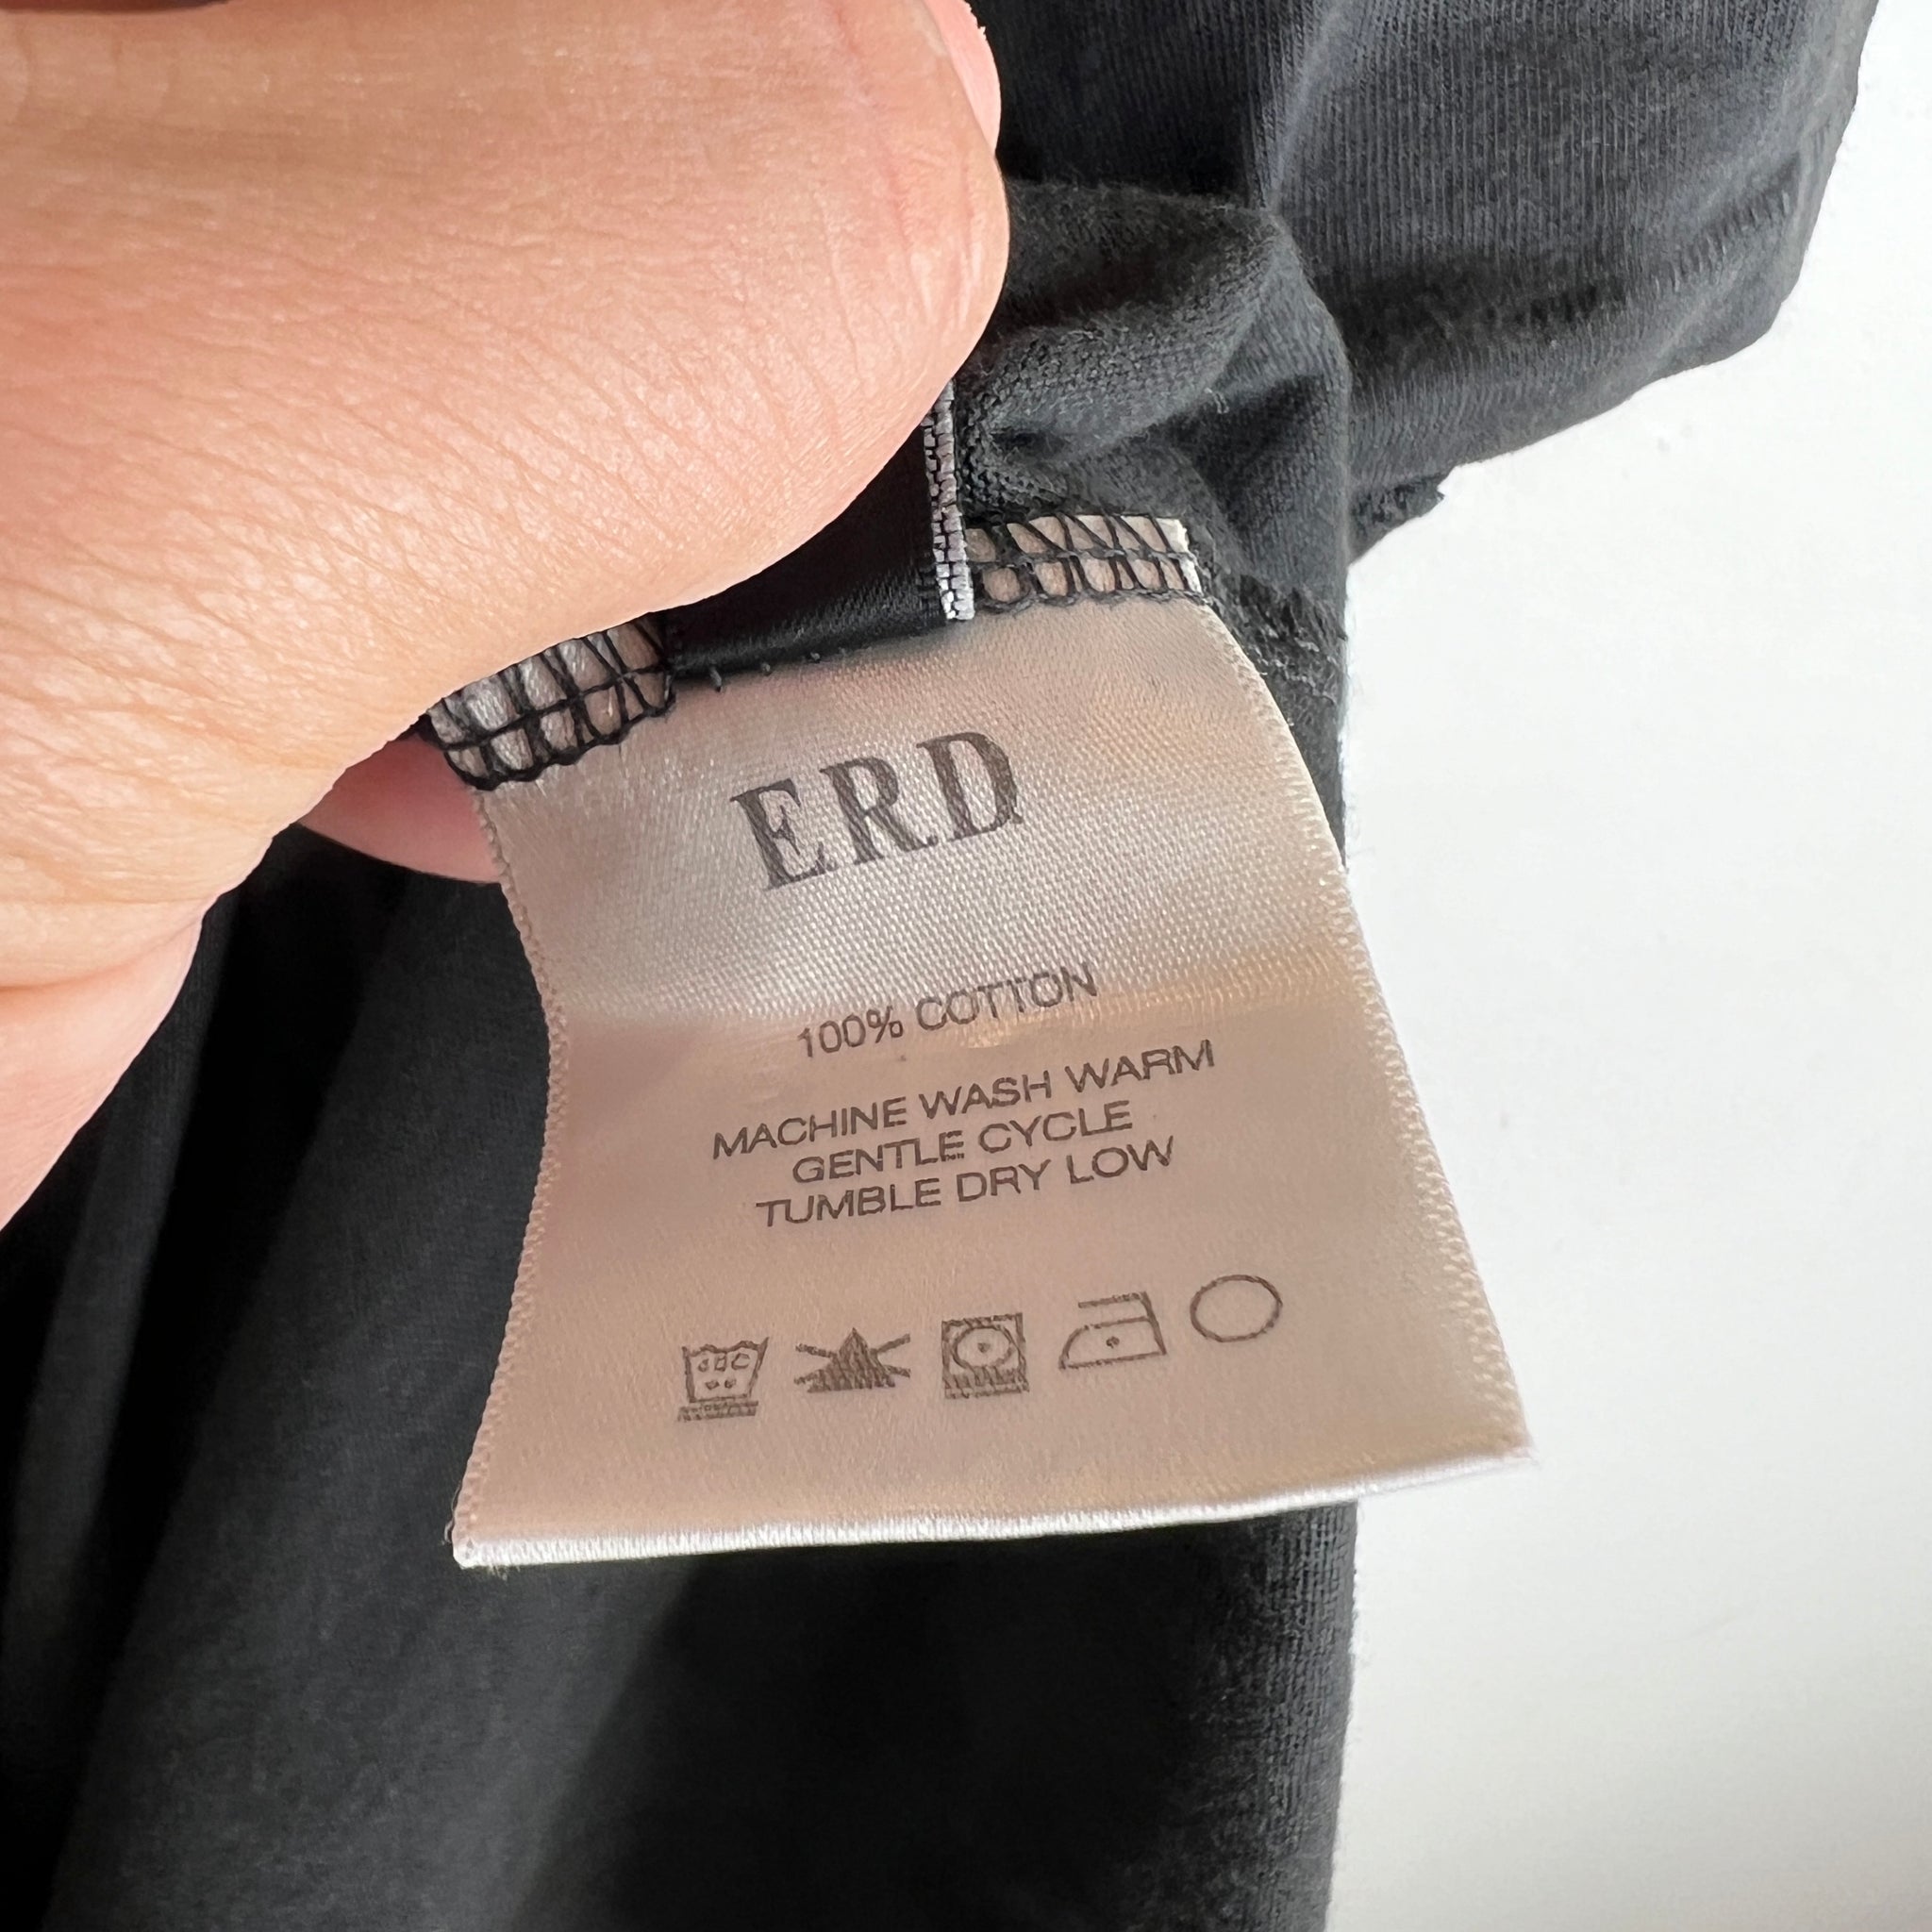 ERD
100% COTTON
MACHINE WASH WARM
GENTLE CYCLE
TUMBLE DRY LOW